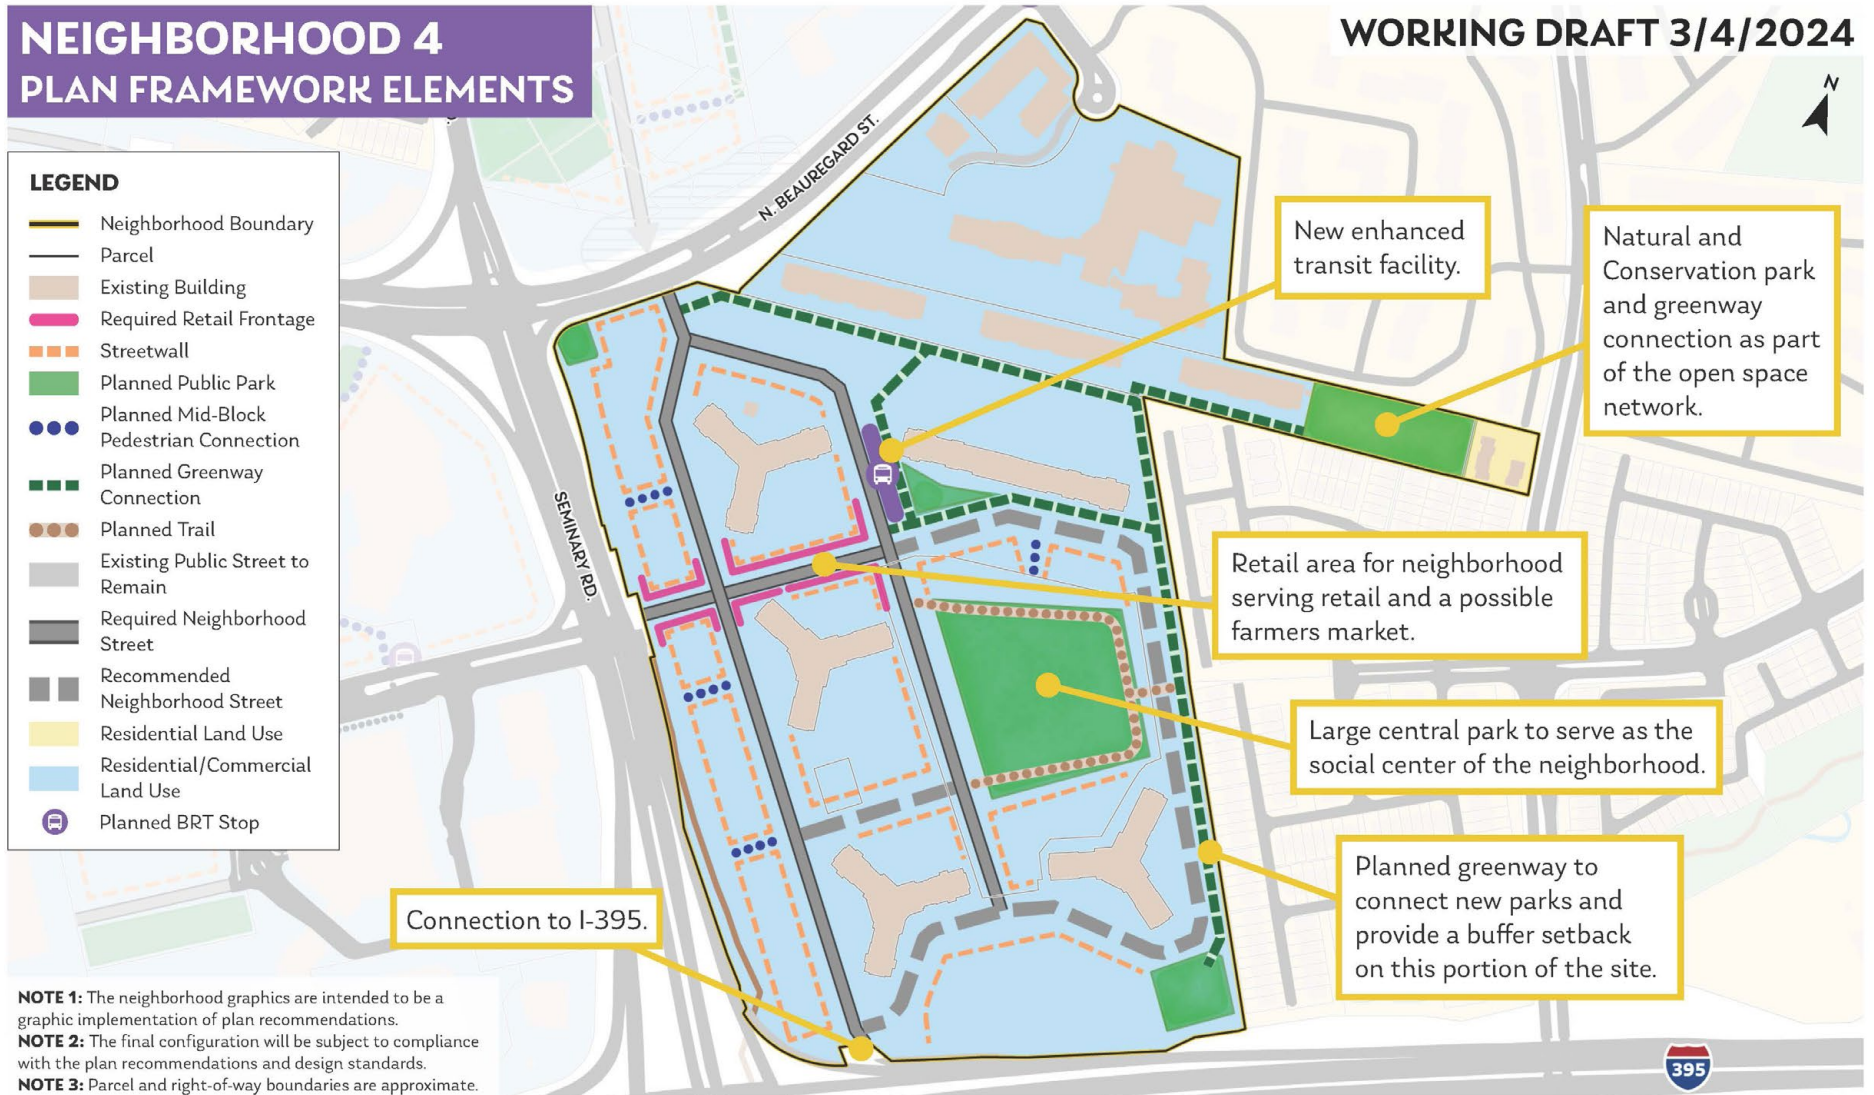 NEIGHBORHOOD 4
PLAN FRAMEWORK ELEMENTS
WORKING DRAFT 3/4/2024
N
LEGEND
Neighborhood Boundary
Parcel
Existing Building
Required Retail Frontage
Streetwall
Planned Public Park
Planned Mid-Block
Pedestrian Connection
Planned Greenway
Connection
Planned Trail
Existing Public Street to
Remain
Required Neighborhood
Street
Recommended
Neighborhood Street
Residential Land Use
Residential/Commercial
Land Use
Planned BRT Stop
N. BEAUREGARD ST.
SEMINARY RD.
New enhanced
transit facility.
Natural and
Conservation park
and greenway
connection as part
of the open space
network.
Retail area for neighborhood
serving retail and a possible
farmers market.
Large central park to serve as the
social center of the neighborhood.
Planned greenway to
connect new parks and
provide a buffer setback
on this portion of the site.
Connection to I-395.
395
NOTE 1: The neighborhood graphics are intended to be a
graphic implementation of plan recommendations.
NOTE 2: The final configuration will be subject to compliance
with the plan recommendations and design standards.
NOTE 3: Parcel and right-of-way boundaries are approximate.